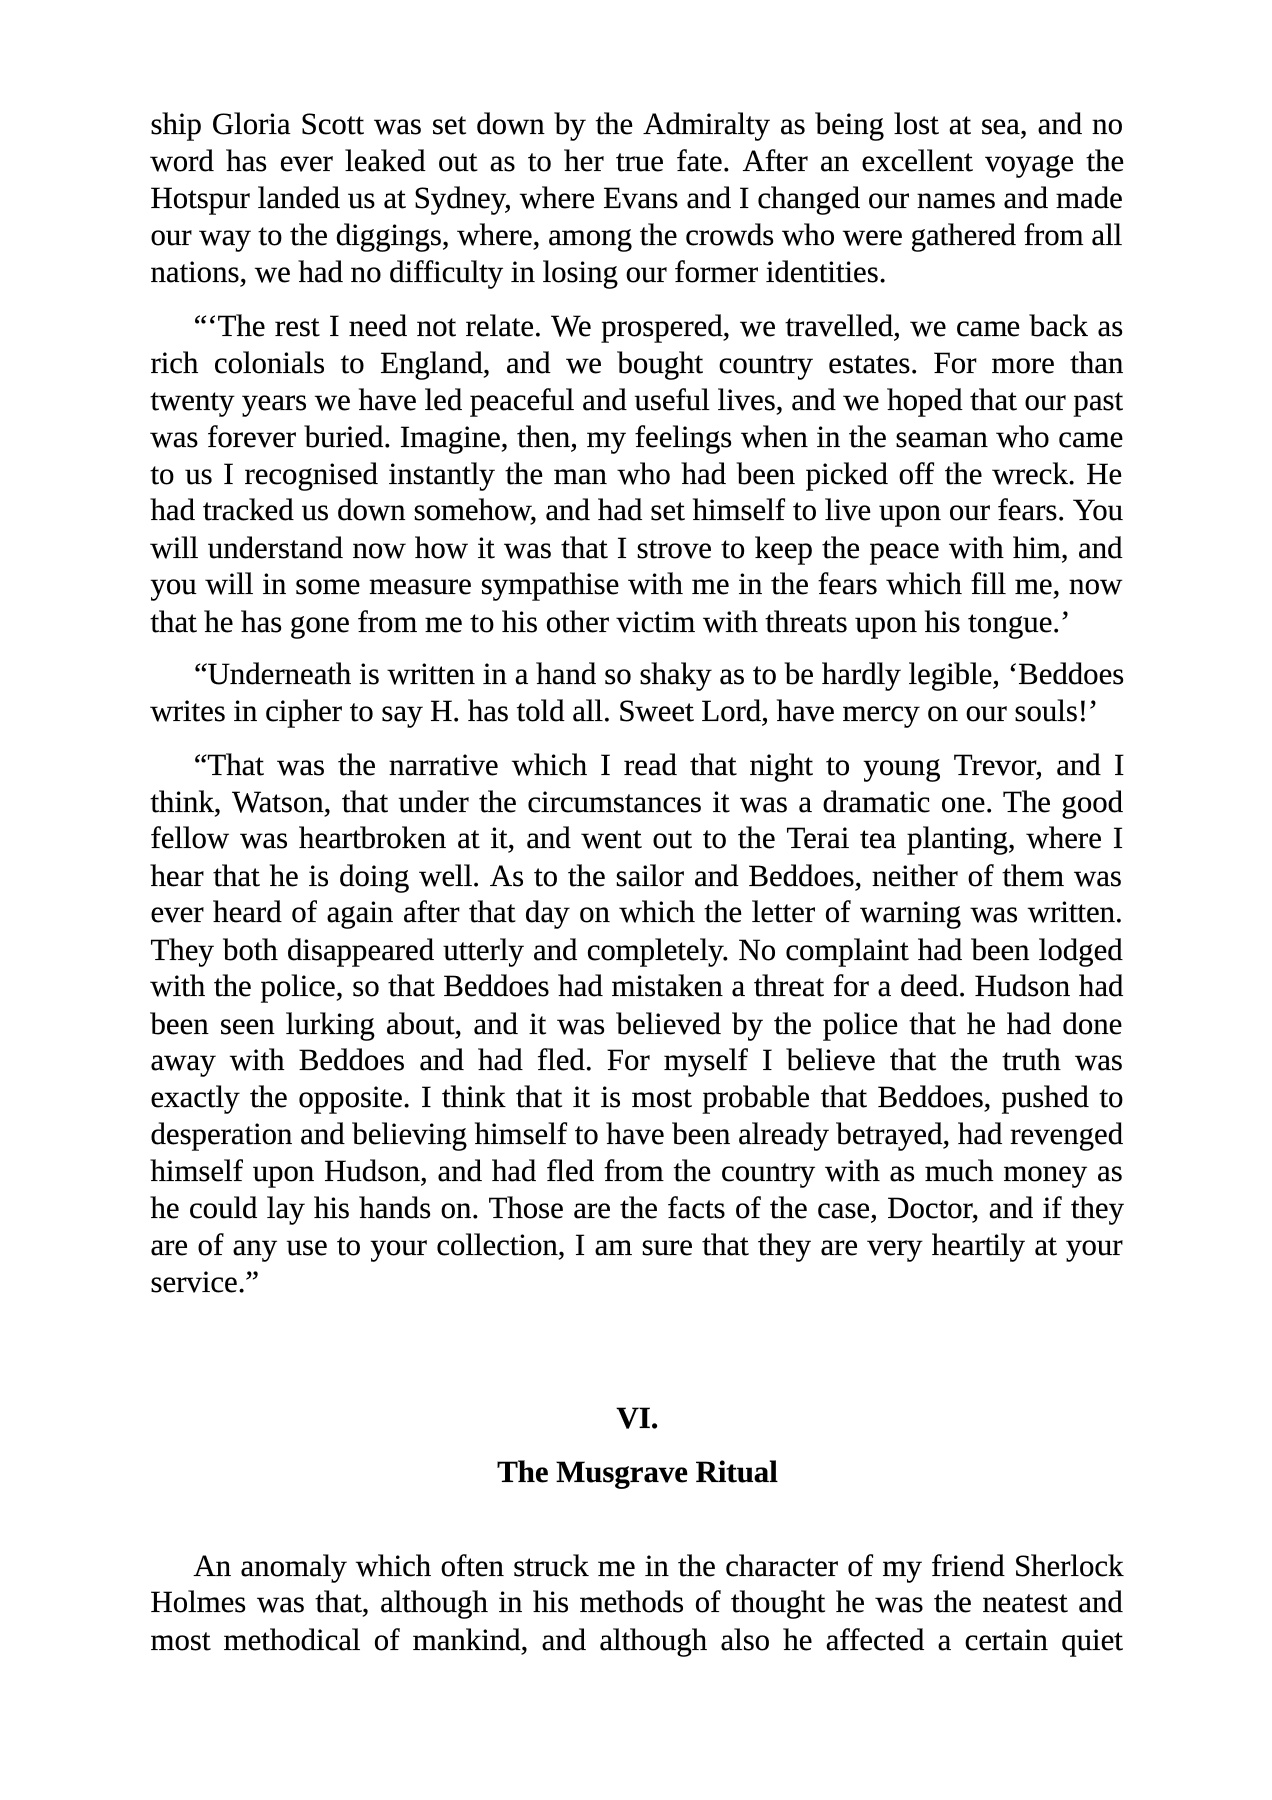 ship Gloria Scott was set down by the Admiralty as being lost at sea, and no
word has ever leaked out as to her true fate. After an excellent voyage the
Hotspur landed us at Sydney, where Evans and I changed our names and made
our way to the diggings, where, among the crowds who were gathered from all
nations, we had no difficulty in losing our former identities.
“‘The rest I need not relate. We prospered, we travelled, we came back as
rich colonials to England, and we bought country estates. For more than
twenty years we have led peaceful and useful lives, and we hoped that our past
was forever buried. Imagine, then, my feelings when in the seaman who came
to us I recognised instantly the man who had been picked off the wreck. He
had tracked us down somehow, and had set himself to live upon our fears. You
will understand now how it was that I strove to keep the peace with him, and
you will in some measure sympathise with me in the fears which fill me, now
that he has gone from me to his other victim with threats upon his tongue.’
“Underneath is written in a hand so shaky as to be hardly legible, ‘Beddoes
writes in cipher to say H. has told all. Sweet Lord, have mercy on our souls!’
“That was the narrative which I read that night to young Trevor, and I
think, Watson, that under the circumstances it was a dramatic one. The good
fellow was heartbroken at it, and went out to the Terai tea planting, where I
hear that he is doing well. As to the sailor and Beddoes, neither of them was
ever heard of again after that day on which the letter of warning was written.
They both disappeared utterly and completely. No complaint had been lodged
with the police, so that Beddoes had mistaken a threat for a deed. Hudson had
been seen lurking about, and it was believed by the police that he had done
away with Beddoes and had fled. For myself I believe that the truth was
exactly the opposite. I think that it is most probable that Beddoes, pushed to
desperation and believing himself to have been already betrayed, had revenged
himself upon Hudson, and had fled from the country with as much money as
he could lay his hands on. Those are the facts of the case, Doctor, and if they
are of any use to your collection, I am sure that they are very heartily at your
service.”
VI.
The Musgrave Ritual
An anomaly which often struck me in the character of my friend Sherlock
Holmes was that, although in his methods of thought he was the neatest and
most methodical of mankind, and although also he affected a certain quiet